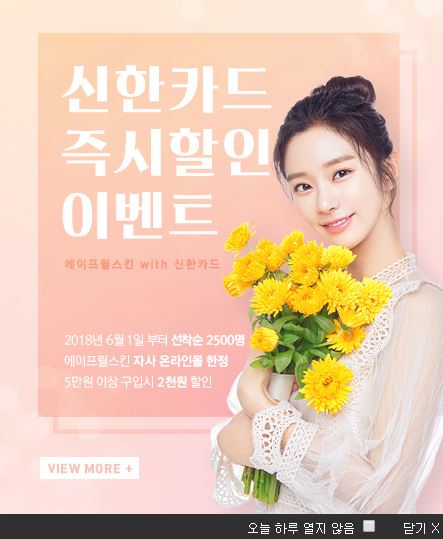 신한카드
즉시할인
이벤트
에이프릴스킨 with 신한카드
2018년 6월 1일 부터 선착순 2500명
에이프릴스킨 자사 온라인몰 한정
5만원 이상 구입시 2천원 할인
VIEW MORE +
오늘 하루 열지 않음 닫기 X